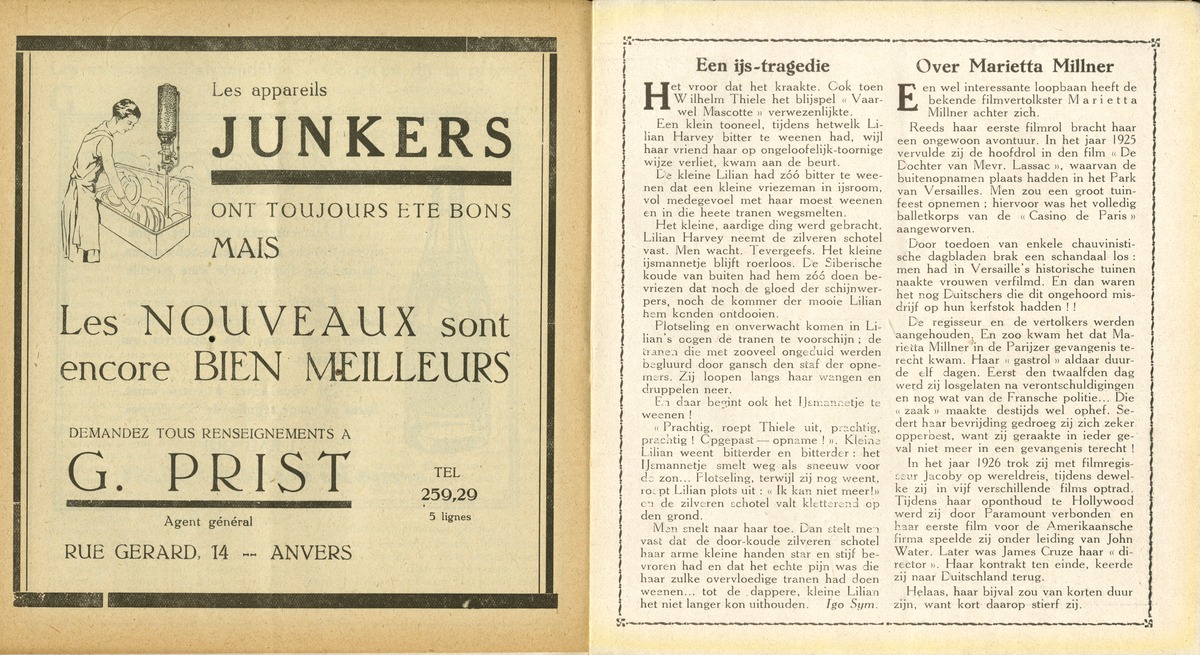 Les appareils
JUNKERS
ONT TOUJOURS ETE BONS
MAIS
Les NOUVEAUX sont
encore BIEN MEILLEURS
DEMANDEZ TOUS RENSEIGNEMENTS A
G. PRIST
Agent général
RUE GERARD, 14 -- ANVERS
TEL
259,29
5 lignes
Een ijs-tragedie
Het vroor dat het kraakte. Ook toen
Wilhelm Thiele het blijspel « Vaar-
wel Mascotte » verwezenlijkte.
Een klein tooneel, tijdens hetwelk Li-
lian Harvey bitter te weenen had, wijl
haar vriend haar op ongeloofelijk-toornige
wijze verliet, kwam aan de beurt.
De kleine Lilian had zóó bitter te wee-
nen dat een kleine vriezeman in ijsroom,
vol medegevoel met haar moest weenen
en in die heete tranen wegsmelten.
Het kleine, aardige ding werd gebracht.
Lilian Harvey neemt de zilveren schotel
vast. Men wacht. Tevergeefs. Het kleine
ijsmannetje blijft roerloos. De Siberische
koude van buiten had hem zóó doen be-
vriezen dat noch de gloed der schijnwer-
pers, noch de kommer der mooie Lilian
hem konden ontdooien.
Plotseling en onverwacht komen in Li-
lian's oogen de tranen te voorschijn ; de
tranen die met zooveel ongeduld werden
begluurd door gansch den staf der opne-
mers. Zij loopen langs haar wangen en
druppelen neer.
En daar begint ook het IJsmannetje te
weenen !
« Prachtig, roept Thiele uit, prachtig,
prachtig ! Opgepast — opname ! ». Kleine
Lilian weent bitterder en bitterder : het
IJsmannetje smelt weg als sneeuw voor
de zon... Plotseling, terwijl zij nog weent,
roept Lilian plots uit : « Ik kan niet meer!»
en de zilveren schotel valt kletterend op
den grond.
Men snelt naar haar toe. Dan stelt men
vast dat de door-koude zilveren schotel
haar arme kleine handen star en stijf be-
vroren had en dat het echte pijn was die
haar zulke overvloedige tranen had doen
weenen... tot de dappere, kleine Lilian
het niet langer kon uithouden. Igo Sym.
Over Marietta Millner
Een wel interessante loopbaan heeft de
bekende filmvertolkster Marietta
Millner achter zich.
Reeds haar eerste filmrol bracht haar
een ongewoon avontuur. In het jaar 1925
vervulde zij de hoofdrol in den film « De
Dochter van Mevr. Lassac », waarvan de
buitenopnamen plaats hadden in het Park
van Versailles. Men zou een groot tuin-
feest opnemen ; hiervoor was het volledig
balletkorps van de « Casino de Paris »
aangeworven.
Door toedoen van enkele chauvinisti-
sche dagbladen brak een schandaal los :
men had in Versaille's historische tuinen
naakte vrouwen verfilmd. En dan waren
het nog Duitschers die dit ongehoord mis-
drijf op hun kerfstok hadden ! !
De regisseur en de vertolkers werden
aangehouden. En zoo kwam het dat Ma-
rietta Millner in de Parijzer gevangenis te-
recht kwam. Haar « gastrol » aldaar duur-
de elf dagen. Eerst den twaalfden dag
werd zij losgelaten na verontschuldigingen
en nog wat van de Fransche politie... Die
« zaak » maakte destijds wel ophef. Se-
dert haar bevrijding gedroeg zij zich zeker
opperbest, want zij geraakte in ieder ge-
val niet meer in een gevangenis terecht !
In het jaar 1926 trok zij met filmregis-
seur Jacoby op wereldreis, tijdens dewel-
ke zij in vijf verschillende films optrad.
Tijdens haar oponthoud te Hollywood
werd zij door Paramount verbonden en
haar eerste film voor de Amerikaansche
firma speelde zij onder leiding van John
Water. Later was James Cruze haar « di-
rector ». Haar kontrakt ten einde, keerde
zij naar Duitschland terug.
Helaas, haar bijval zou van korten duur
zijn, want kort daarop stierf zij.